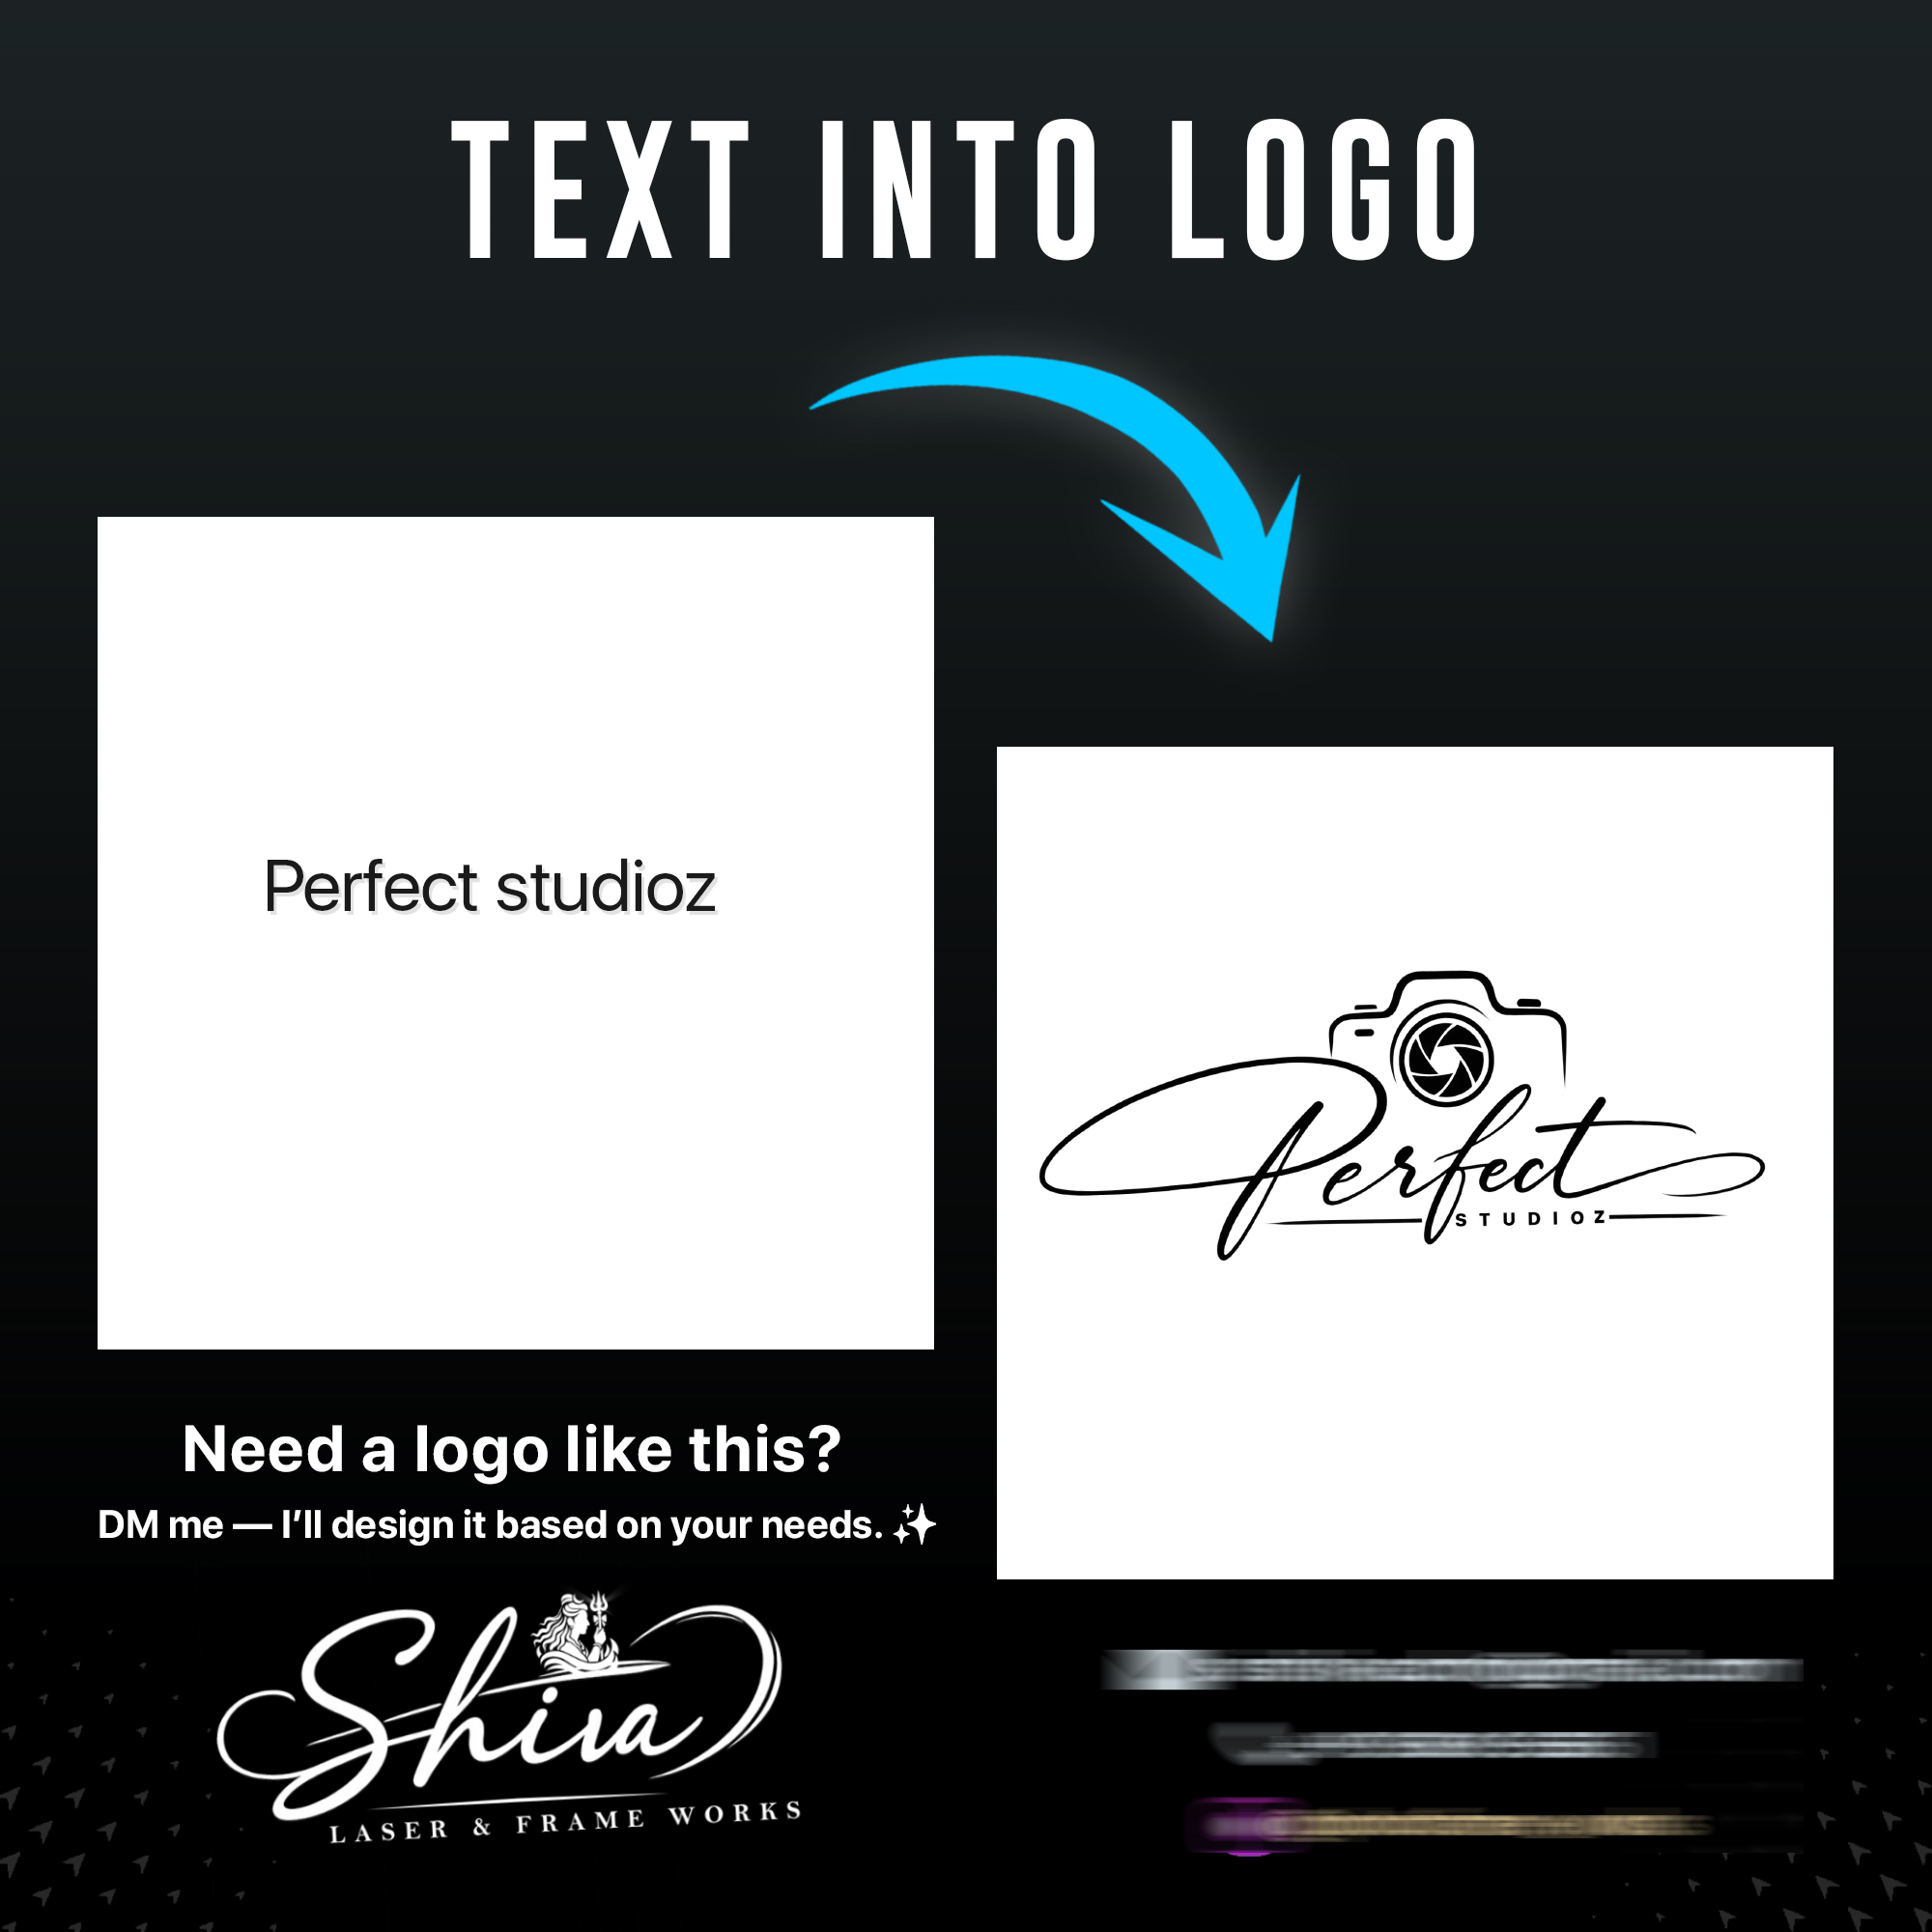 TEXT INTO LOGO
Perfect studioz
Perfect
STUDIOZ
Need a logo like this?
DM me — I’ll design it based on your needs. ✨
Shiva
LASER & FRAME WORKS